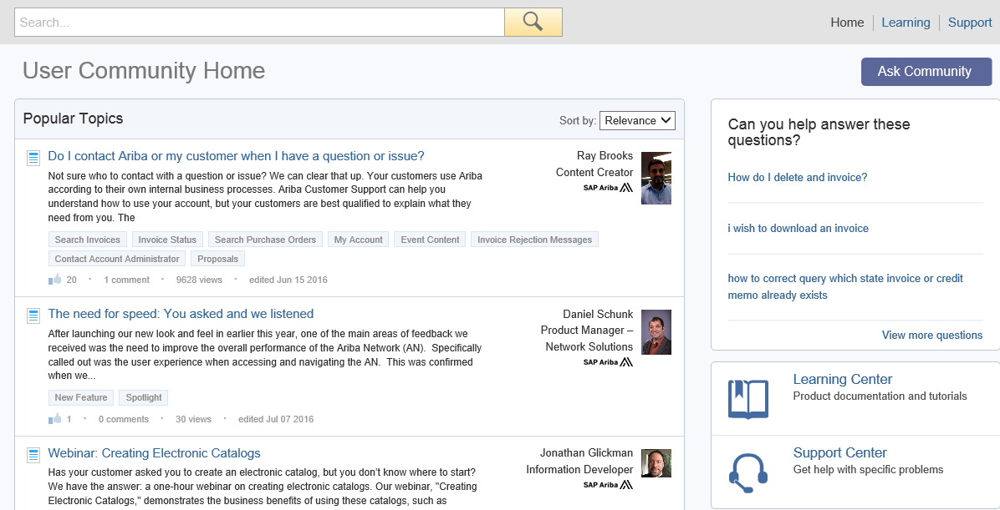 Search...
Home
Learning
Support
User Community Home
Ask Community
Popular Topics
Sort by: Relevance
Do I contact Ariba or my customer when I have a question or issue?
Not sure who to contact with a question or issue? We can clear that up. Your customers use Ariba
according to their own internal business processes. Ariba Customer Support can help you
understand how to use your account, but your customers are best qualified to explain what they
need from you. The
Ray Brooks
Content Creator
SAP Ariba
Search Invoices Invoice Status Search Purchase Orders My Account Event Content Invoice Rejection Messages
Contact Account Administrator Proposals
20 · 1 comment · 9628 views · edited Jun 15 2016
The need for speed: You asked and we listened
After launching our new look and feel in earlier this year, one of the main areas of feedback we
received was the need to improve the overall performance of the Ariba Network (AN).  Specifically
called out was the user experience when accessing and navigating the AN.  This was confirmed
when we...
Daniel Schunk
Product Manager –
Network Solutions
SAP Ariba
New Feature Spotlight
1 · 0 comments · 30 views · edited Jul 07 2016
Webinar: Creating Electronic Catalogs
Has your customer asked you to create an electronic catalog, but you don't know where to start?
We have the answer: a one-hour webinar on creating electronic catalogs. Our webinar, "Creating
Electronic Catalogs," demonstrates the business benefits of using these catalogs, such as
Jonathan Glickman
Information Developer
SAP Ariba
Can you help answer these
questions?
How do I delete and invoice?
i wish to download an invoice
how to correct query which state invoice or credit
memo already exists
View more questions
Learning Center
Product documentation and tutorials
Support Center
Get help with specific problems